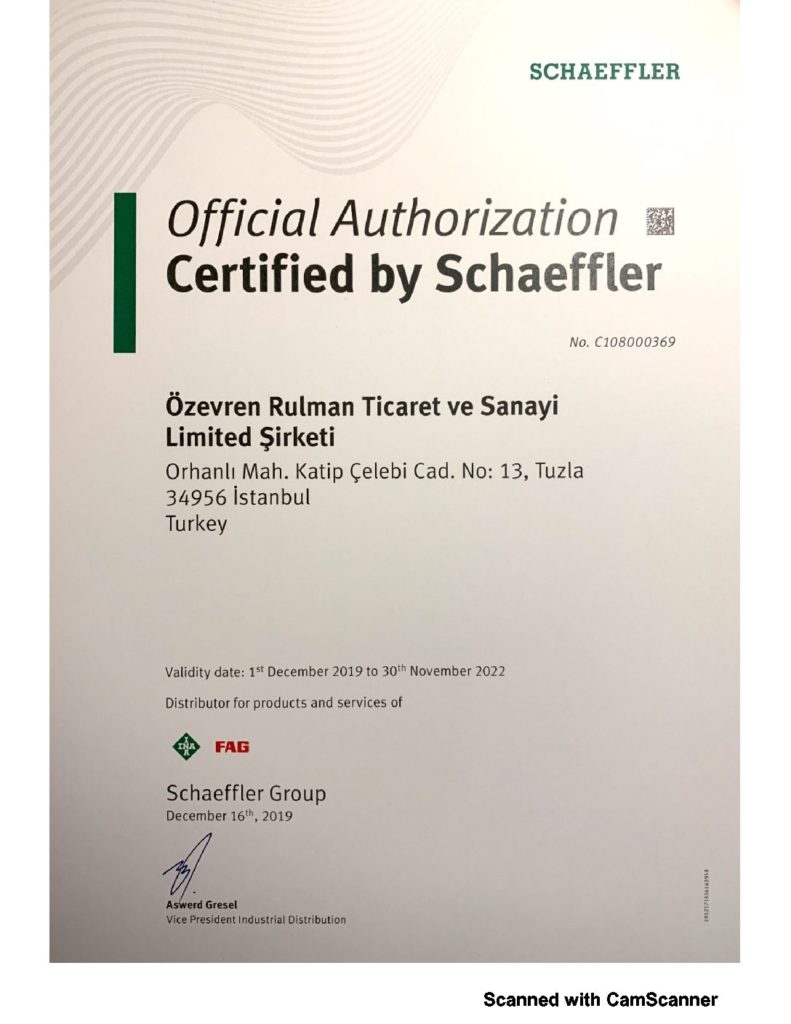 SCHAEFFLER
Official Authorization
Certified by Schaeffler
No. C108000369
Özevren Rulman Ticaret ve Sanayi
Limited Şirketi
Orhanlı Mah. Katip Çelebi Cad. No: 13, Tuzla
34956 İstanbul
Turkey
Validity date: 1st December 2019 to 30th November 2022
Distributor for products and services of
INA FAG
Schaeffler Group
December 16th, 2019
Aswerd Gresel
Vice President Industrial Distribution
Scanned with CamScanner